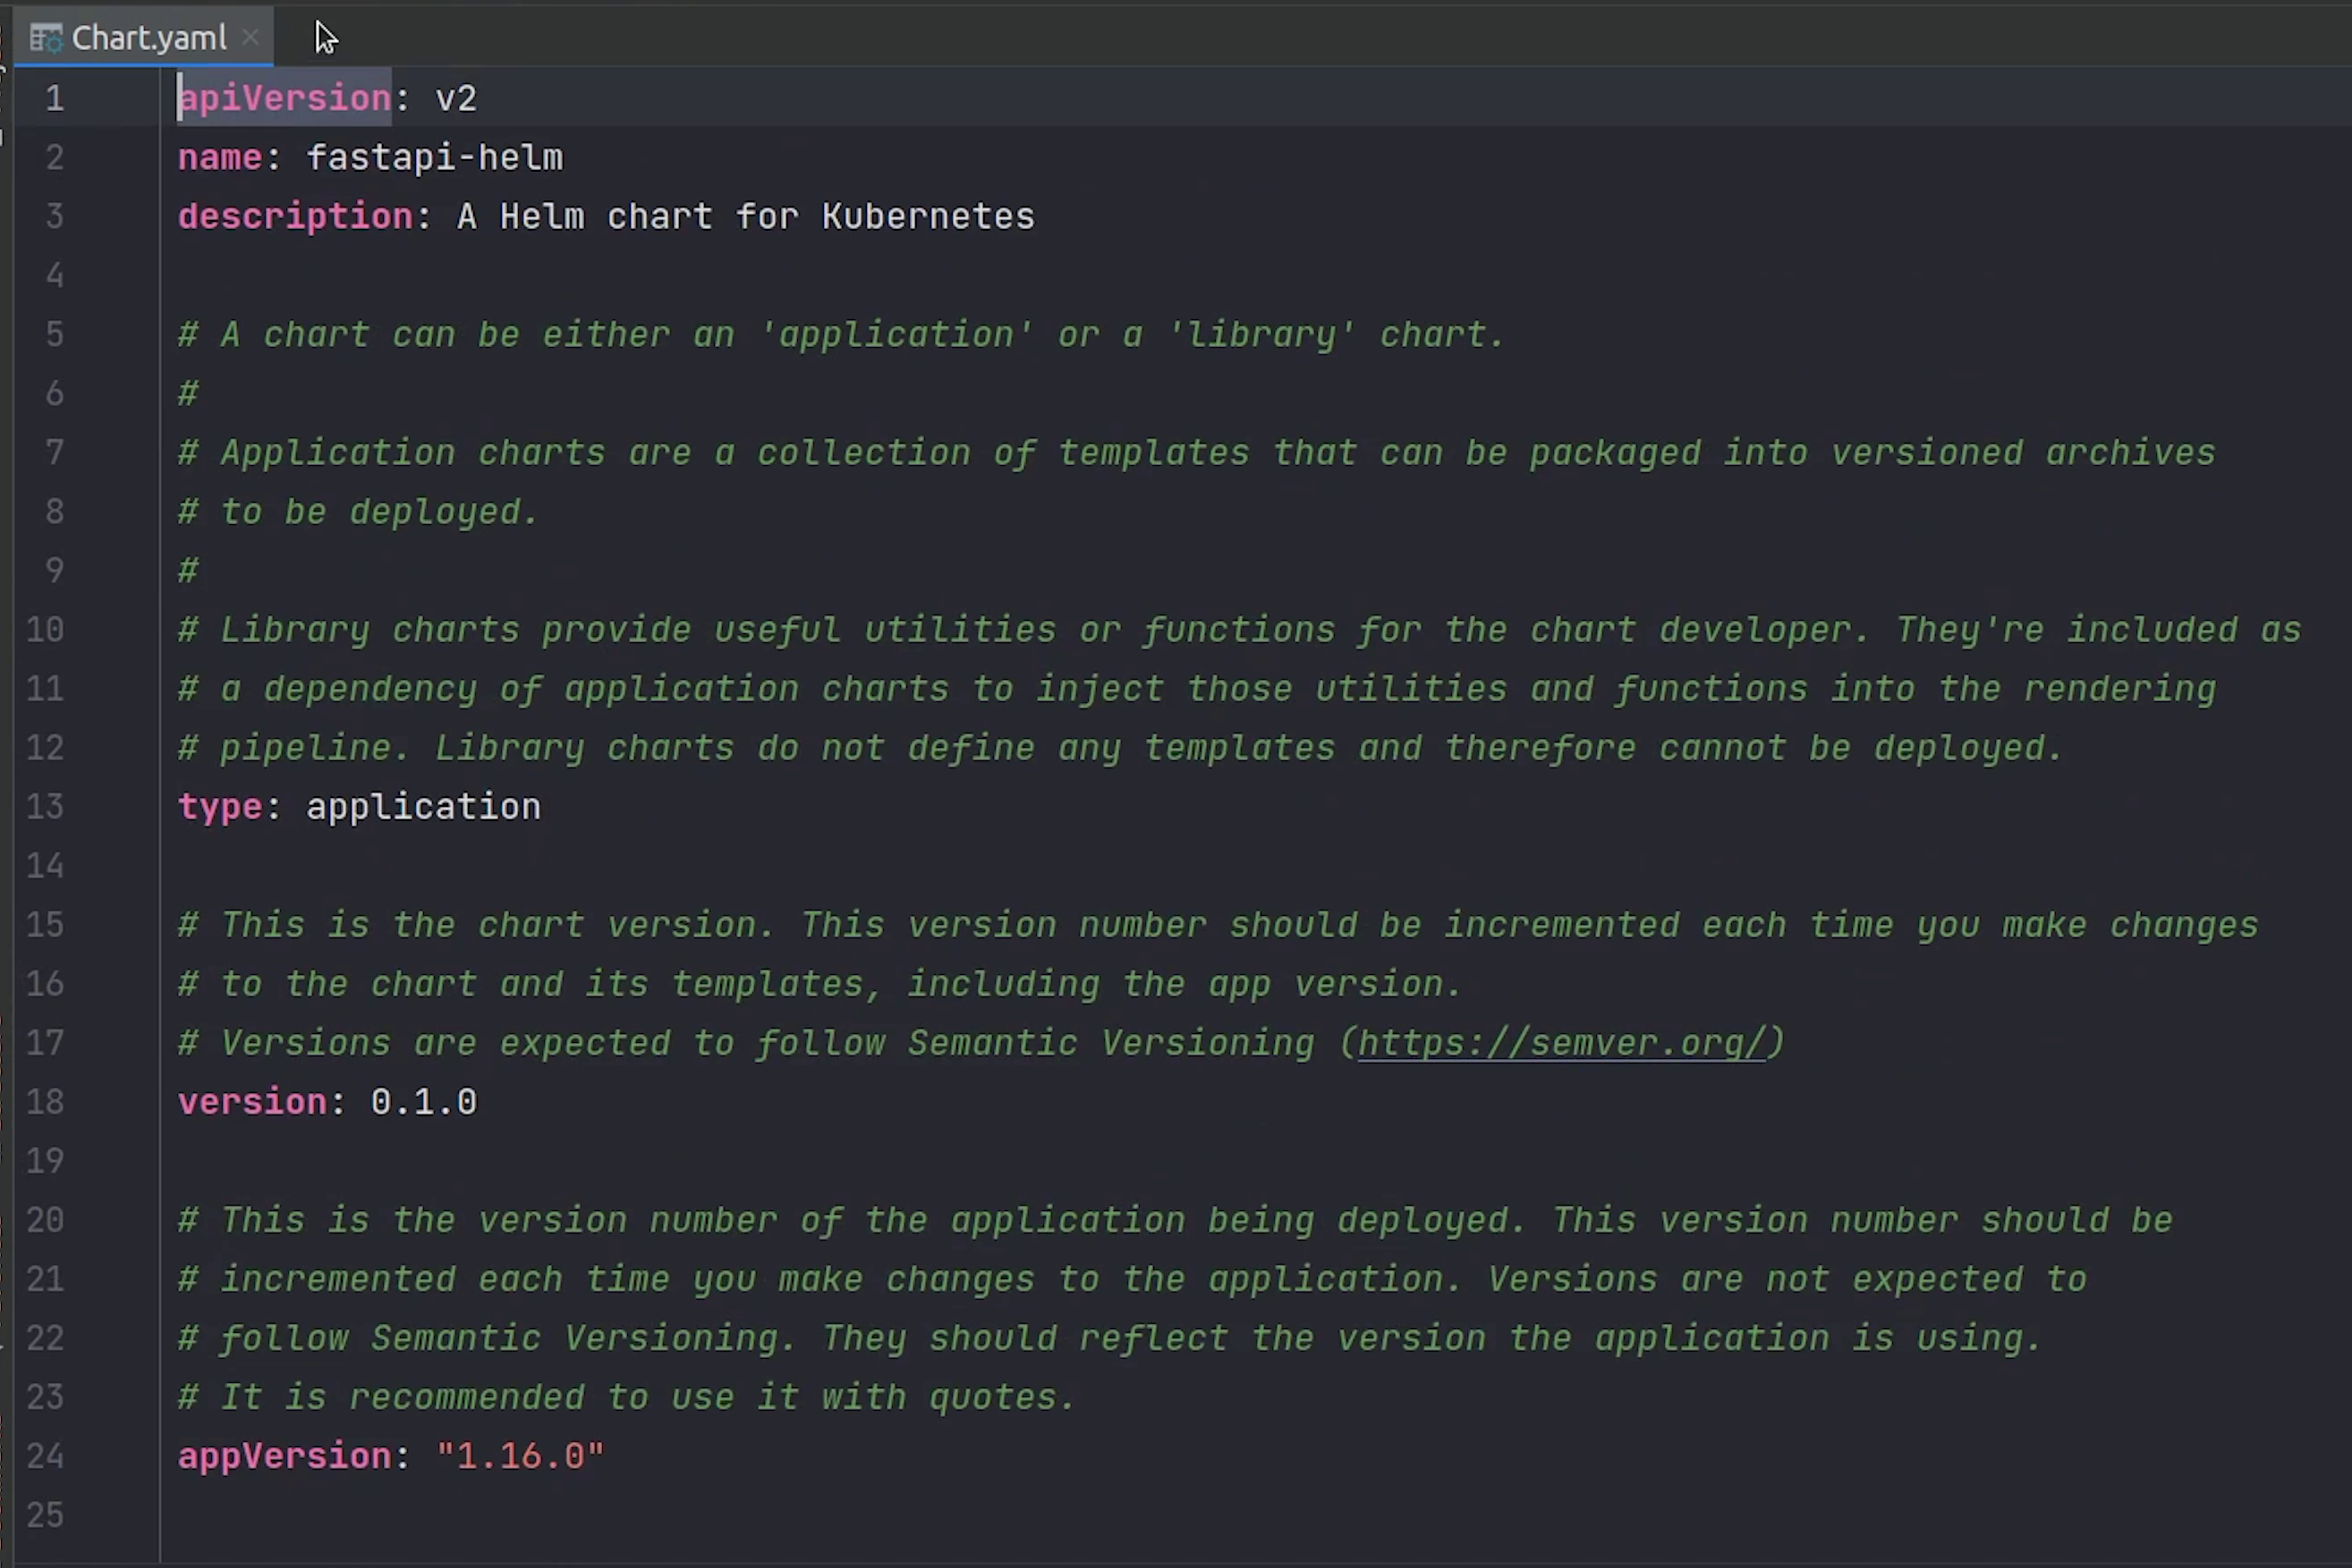 Chart.yaml
1 apiVersion: v2
2 name: fastapi-helm
3 description: A Helm chart for Kubernetes
4
5 # A chart can be either an 'application' or a 'library' chart.
6 #
7 # Application charts are a collection of templates that can be packaged into versioned archives
8 # to be deployed.
9 #
10 # Library charts provide useful utilities or functions for the chart developer. They're included as
11 # a dependency of application charts to inject those utilities and functions into the rendering
12 # pipeline. Library charts do not define any templates and therefore cannot be deployed.
13 type: application
14
15 # This is the chart version. This version number should be incremented each time you make changes
16 # to the chart and its templates, including the app version.
17 # Versions are expected to follow Semantic Versioning (https://semver.org/)
18 version: 0.1.0
19
20 # This is the version number of the application being deployed. This version number should be
21 # incremented each time you make changes to the application. Versions are not expected to
22 # follow Semantic Versioning. They should reflect the version the application is using.
23 # It is recommended to use it with quotes.
24 appVersion: "1.16.0"
25